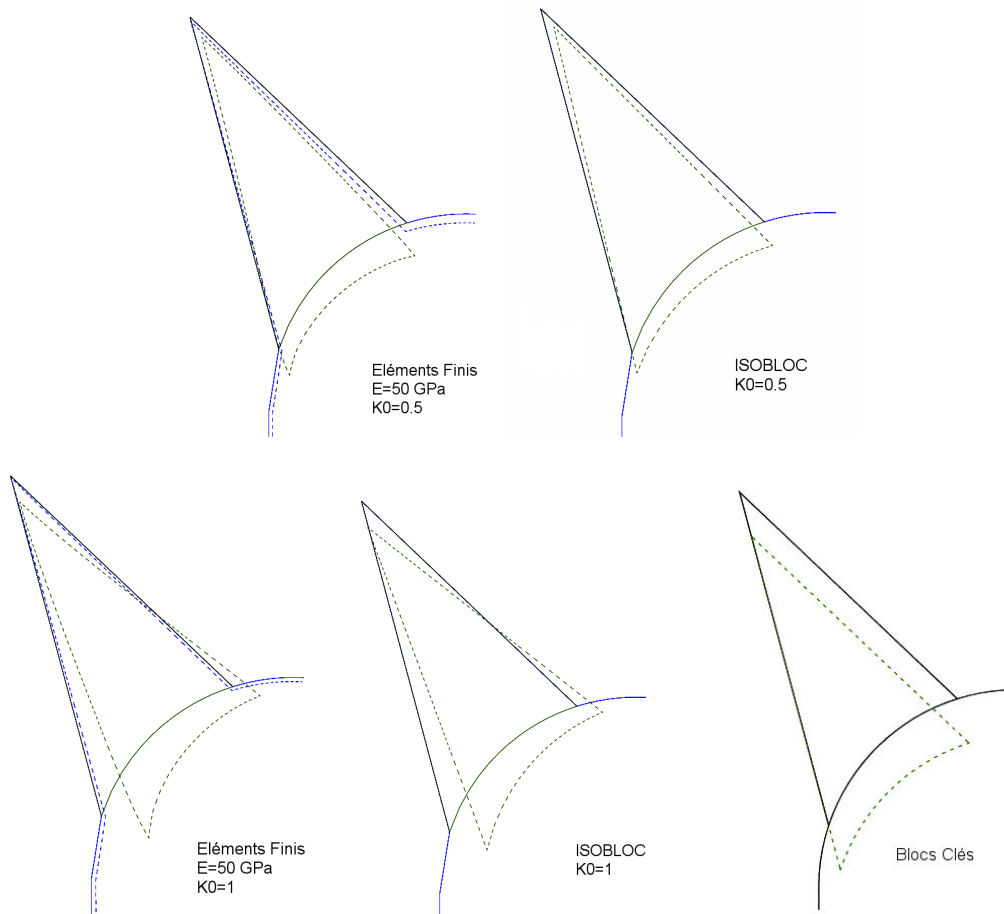 Eléments Finis
E=50 GPa
K0=0.5
ISOBLOC
K0=0.5
Eléments Finis
E=50 GPa
K0=1
ISOBLOC
K0=1
Blocs Clés